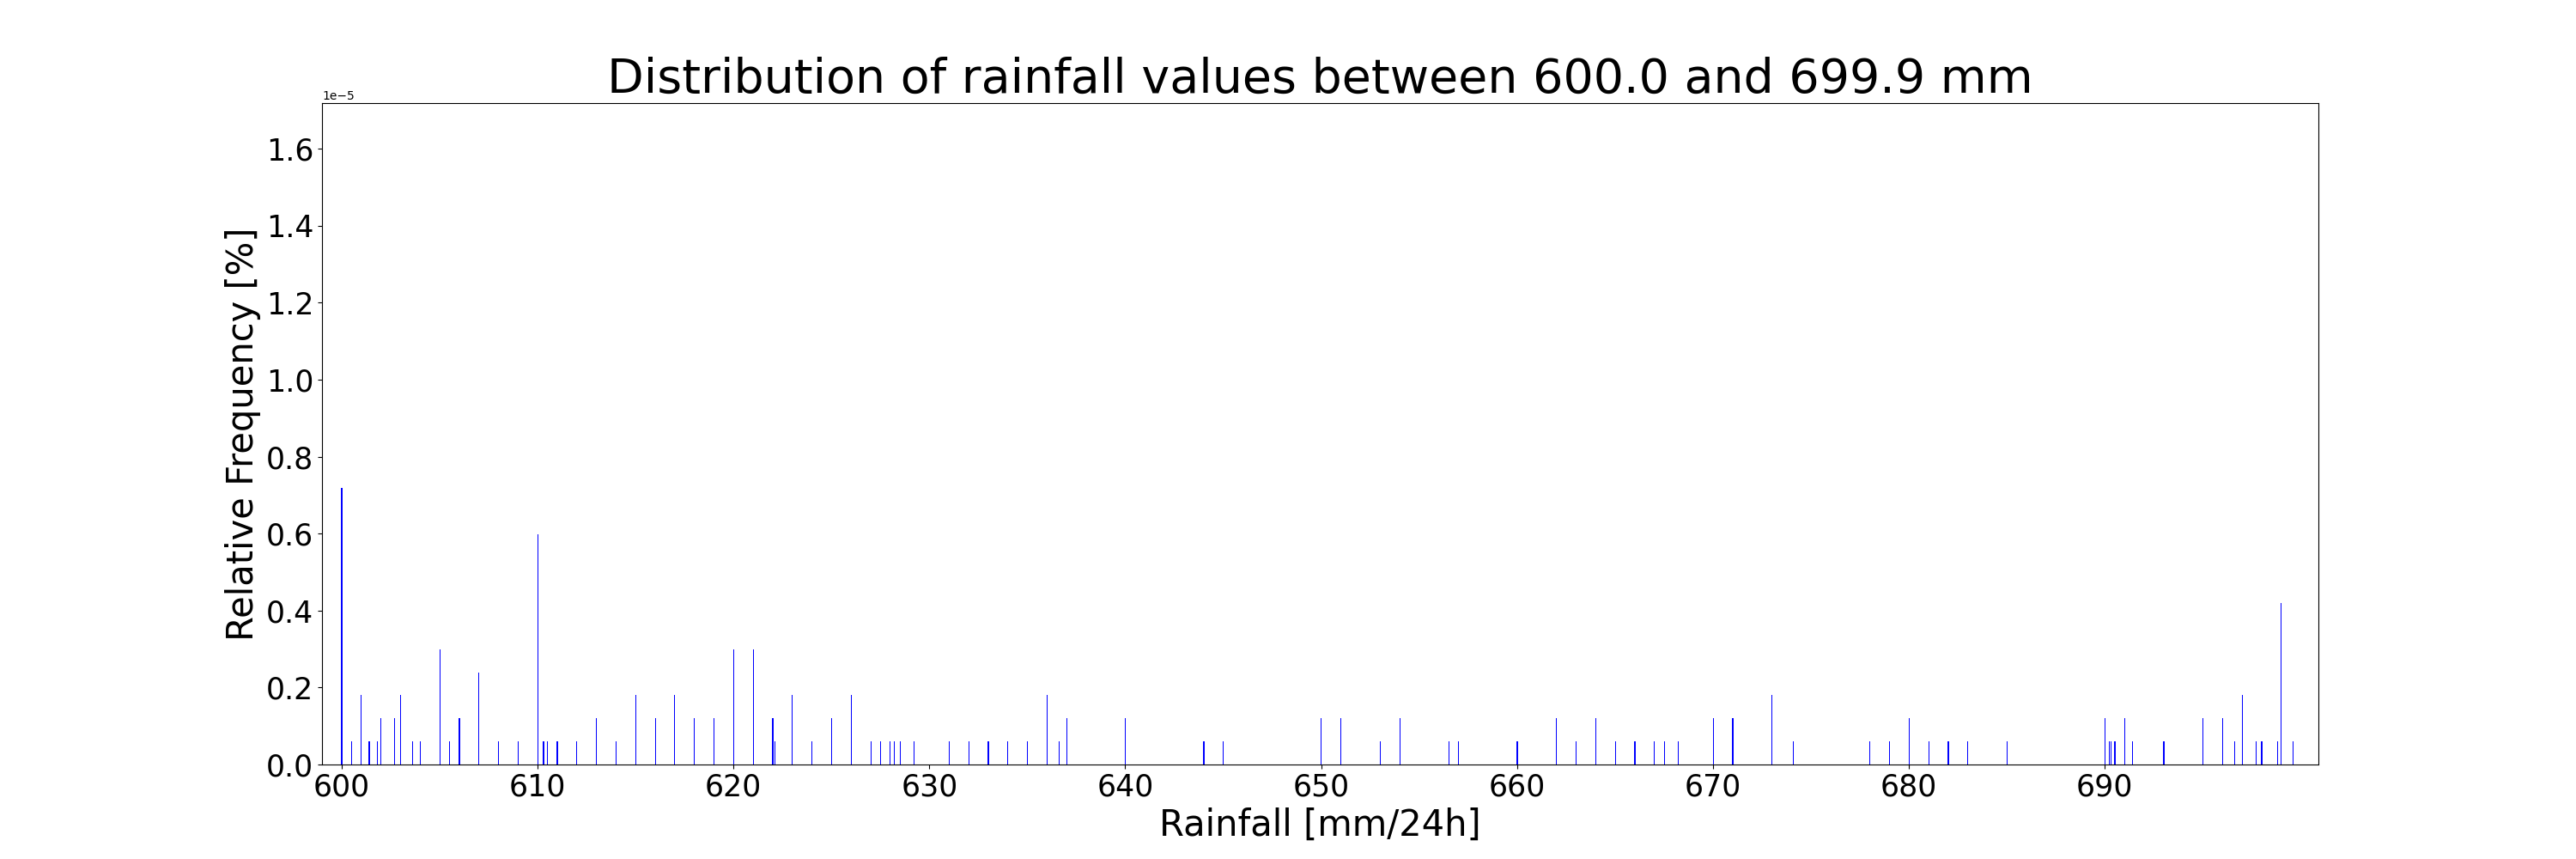 Distribution of rainfall values between 600.0 and 699.9 mm
1e−5
1.6
1.4
1.2
1.0
0.8
0.6
0.4
0.2
0.0
Relative Frequency [%]
600 610 620 630 640 650 660 670 680 690
Rainfall [mm/24h]